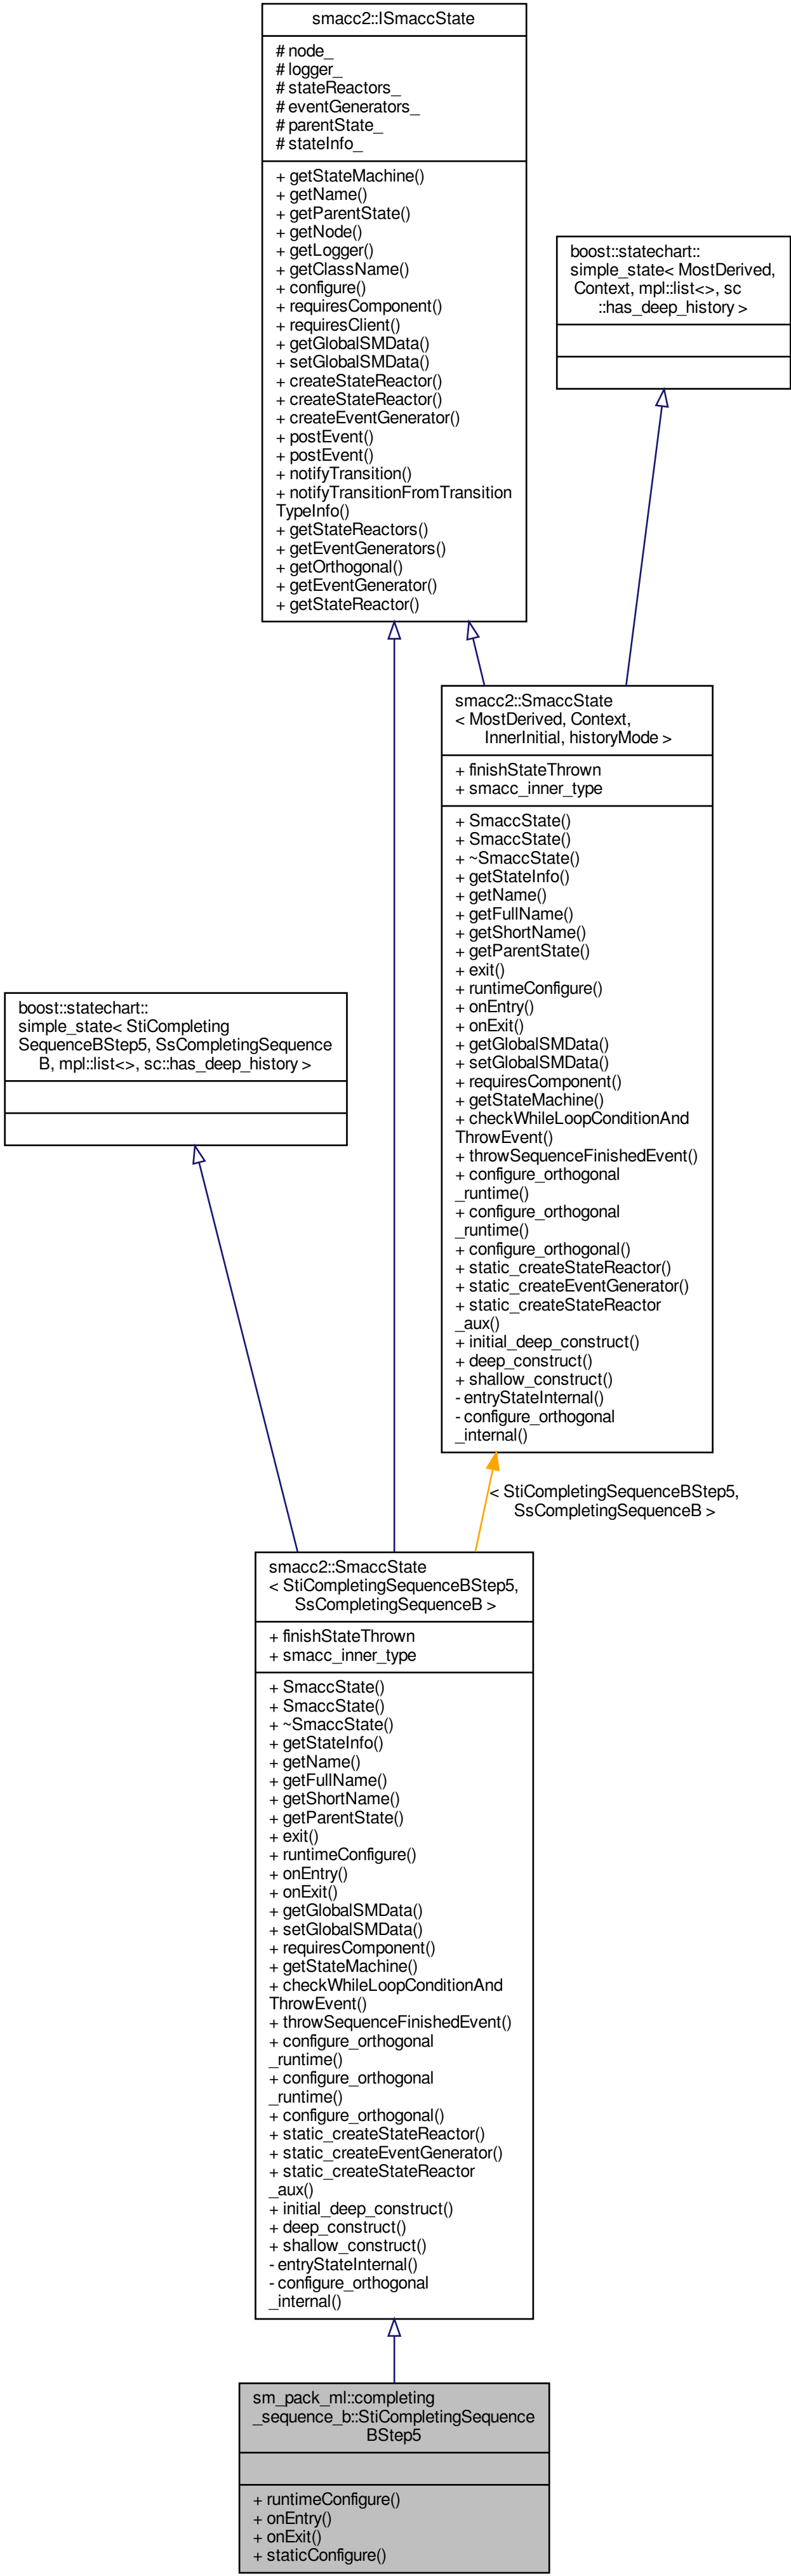 smacc2::ISmaccState
# node_
# logger_
# stateReactors_
# eventGenerators_
# parentState_
# stateInfo_
+ getStateMachine()
+ getName()
+ getParentState()
+ getNode()
+ getLogger()
+ getClassName()
+ configure()
+ requiresComponent()
+ requiresClient()
+ getGlobalSMData()
+ setGlobalSMData()
+ createStateReactor()
+ createStateReactor()
+ createEventGenerator()
+ postEvent()
+ postEvent()
+ notifyTransition()
+ notifyTransitionFromTransition
TypeInfo()
+ getStateReactors()
+ getEventGenerators()
+ getOrthogonal()
+ getEventGenerator()
+ getStateReactor()
boost::statechart::
simple_state< MostDerived,
Context, mpl::list<>, sc
::has_deep_history >
smacc2::SmaccState
< MostDerived, Context,
InnerInitial, historyMode >
+ finishStateThrown
+ smacc_inner_type
+ SmaccState()
+ SmaccState()
+ ~SmaccState()
+ getStateInfo()
+ getName()
+ getFullName()
+ getShortName()
+ getParentState()
+ exit()
+ runtimeConfigure()
+ onEntry()
+ onExit()
+ getGlobalSMData()
+ setGlobalSMData()
+ requiresComponent()
+ getStateMachine()
+ checkWhileLoopConditionAnd
ThrowEvent()
+ throwSequenceFinishedEvent()
+ configure_orthogonal
_runtime()
+ configure_orthogonal
_runtime()
+ configure_orthogonal()
+ static_createStateReactor()
+ static_createEventGenerator()
+ static_createStateReactor
_aux()
+ initial_deep_construct()
+ deep_construct()
+ shallow_construct()
- entryStateInternal()
- configure_orthogonal
_internal()
boost::statechart::
simple_state< StiCompleting
SequenceBStep5, SsCompletingSequence
B, mpl::list<>, sc::has_deep_history >
< StiCompletingSequenceBStep5,
SsCompletingSequenceB >
smacc2::SmaccState
< StiCompletingSequenceBStep5,
SsCompletingSequenceB >
+ finishStateThrown
+ smacc_inner_type
+ SmaccState()
+ SmaccState()
+ ~SmaccState()
+ getStateInfo()
+ getName()
+ getFullName()
+ getShortName()
+ getParentState()
+ exit()
+ runtimeConfigure()
+ onEntry()
+ onExit()
+ getGlobalSMData()
+ setGlobalSMData()
+ requiresComponent()
+ getStateMachine()
+ checkWhileLoopConditionAnd
ThrowEvent()
+ throwSequenceFinishedEvent()
+ configure_orthogonal
_runtime()
+ configure_orthogonal
_runtime()
+ configure_orthogonal()
+ static_createStateReactor()
+ static_createEventGenerator()
+ static_createStateReactor
_aux()
+ initial_deep_construct()
+ deep_construct()
+ shallow_construct()
- entryStateInternal()
- configure_orthogonal
_internal()
sm_pack_ml::completing
_sequence_b::StiCompletingSequence
BStep5
+ runtimeConfigure()
+ onEntry()
+ onExit()
+ staticConfigure()